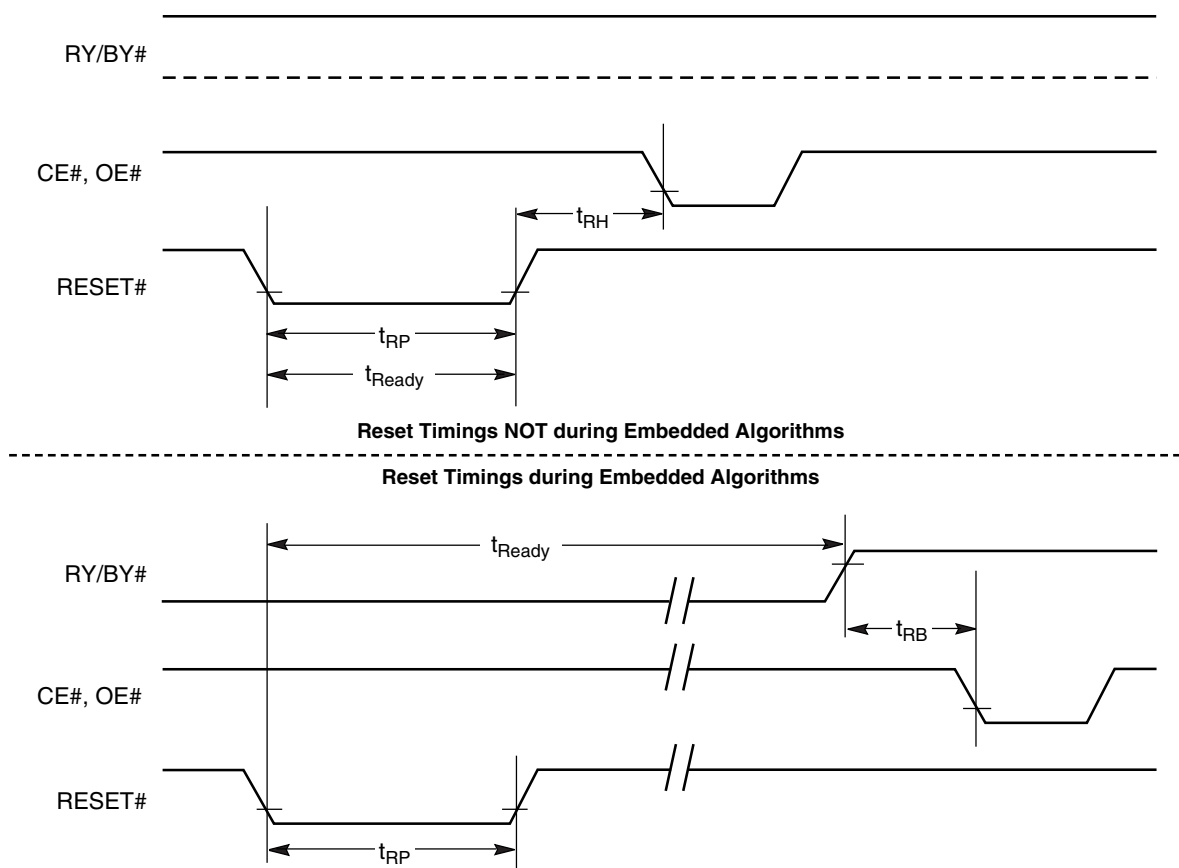 RY/BY#
CE#, OE#
tRH
RESET#
tRP
tReady
Reset Timings NOT during Embedded Algorithms
Reset Timings during Embedded Algorithms
tReady
RY/BY#
tRB
CE#, OE#
RESET#
tRP